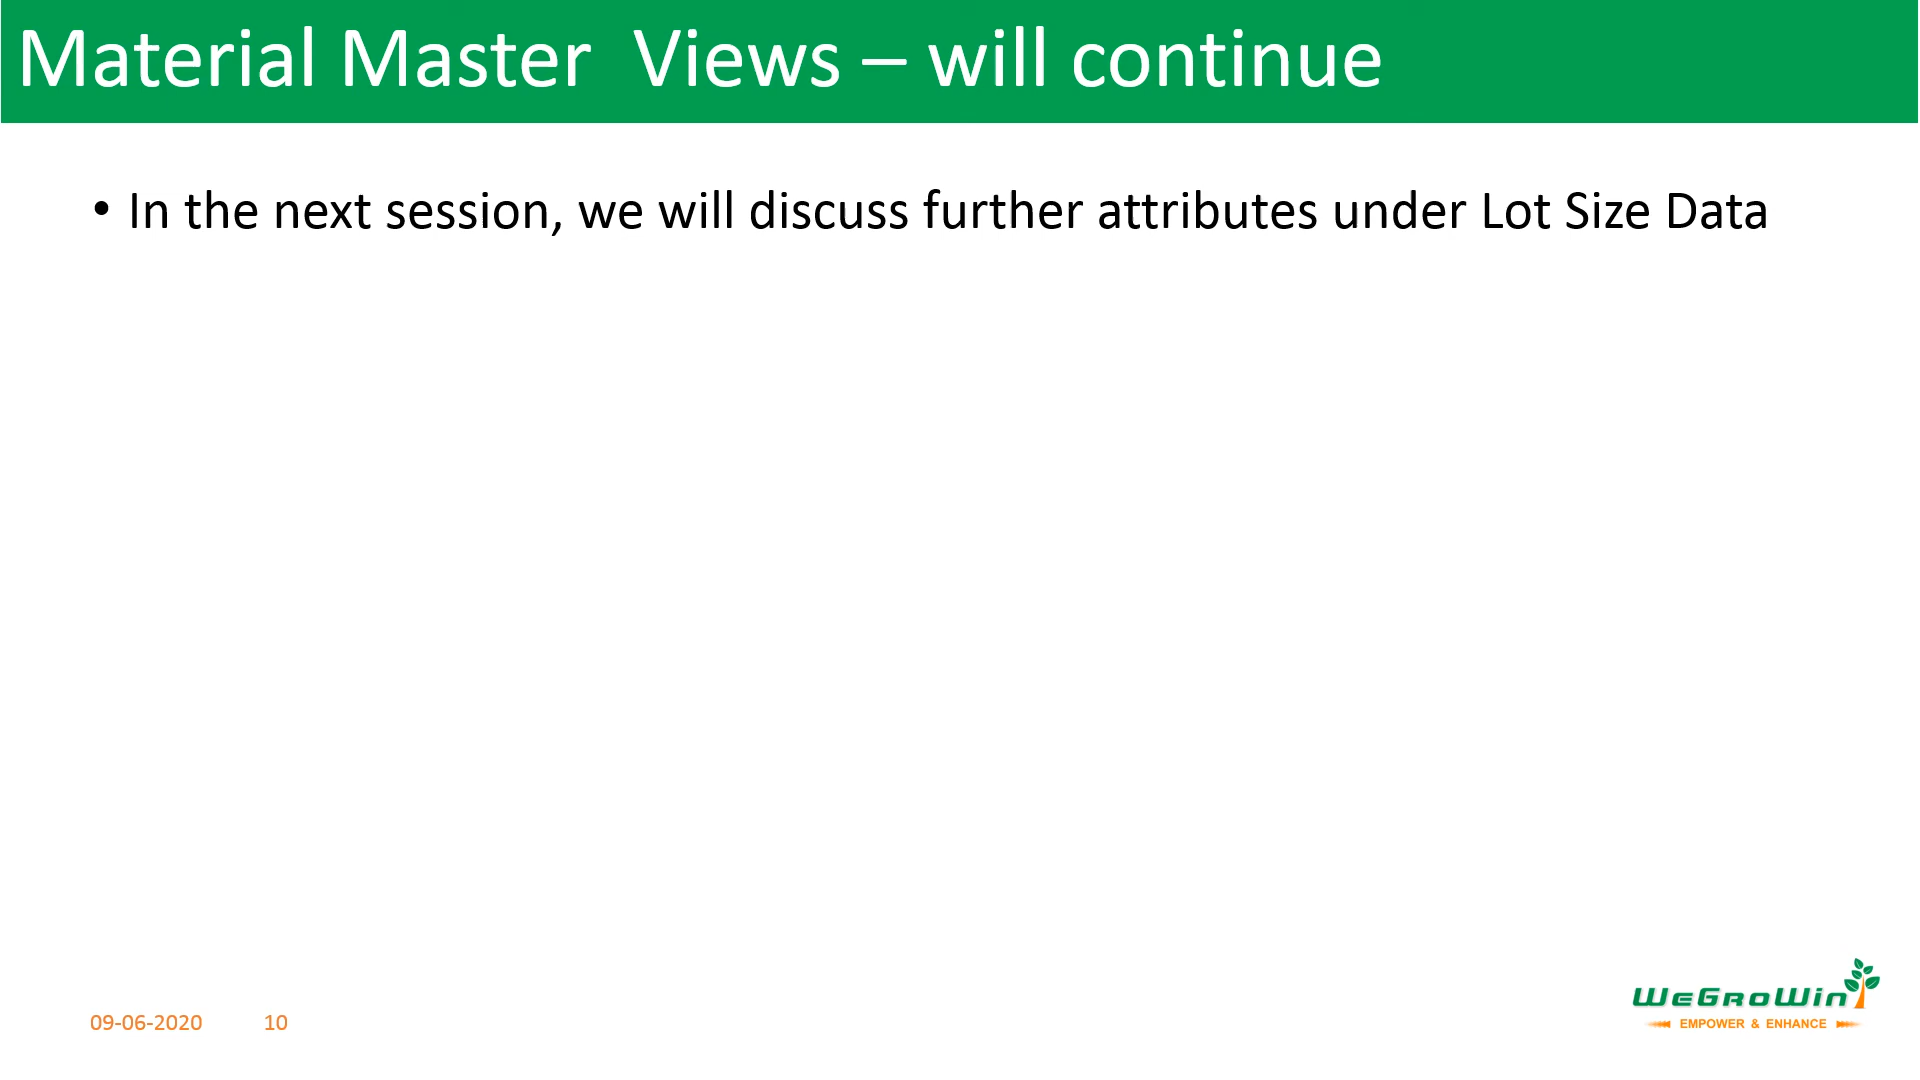 Material Master  Views – will continue
• In the next session, we will discuss further attributes under Lot Size Data
09-06-2020 10
WeGroWin
EMPOWER & ENHANCE